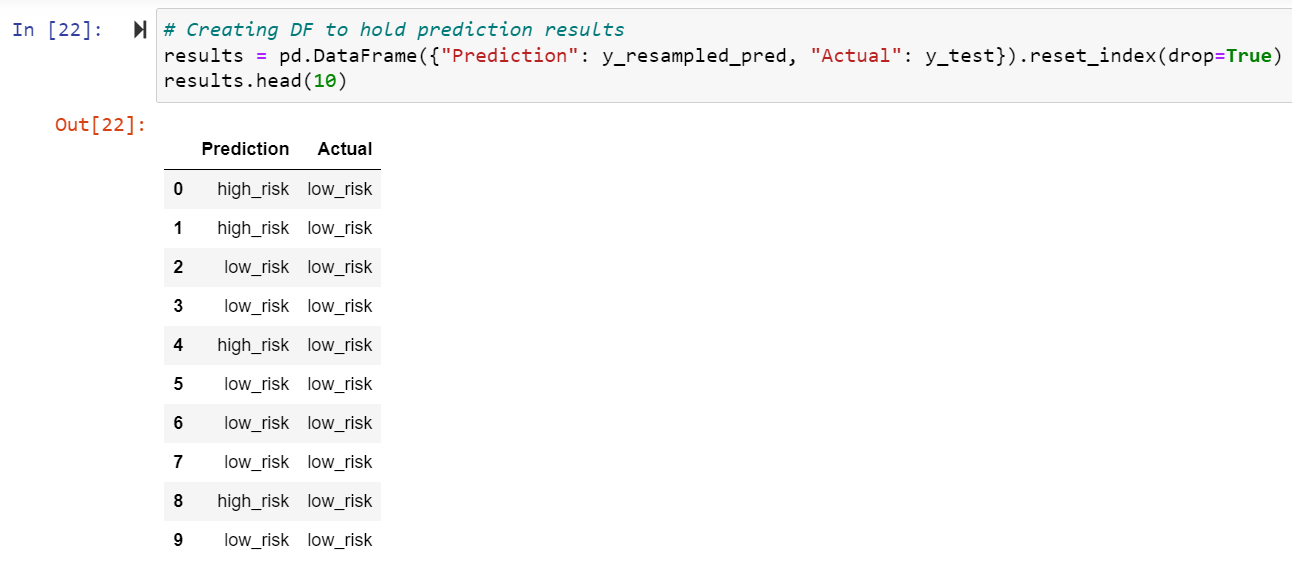 In [22]:
# Creating DF to hold prediction results
results = pd.DataFrame({"Prediction": y_resampled_pred, "Actual": y_test}).reset_index(drop=True)
results.head(10)
Out[22]:
Prediction Actual
0 high_risk low_risk
1 high_risk low_risk
2 low_risk low_risk
3 low_risk low_risk
4 high_risk low_risk
5 low_risk low_risk
6 low_risk low_risk
7 low_risk low_risk
8 high_risk low_risk
9 low_risk low_risk